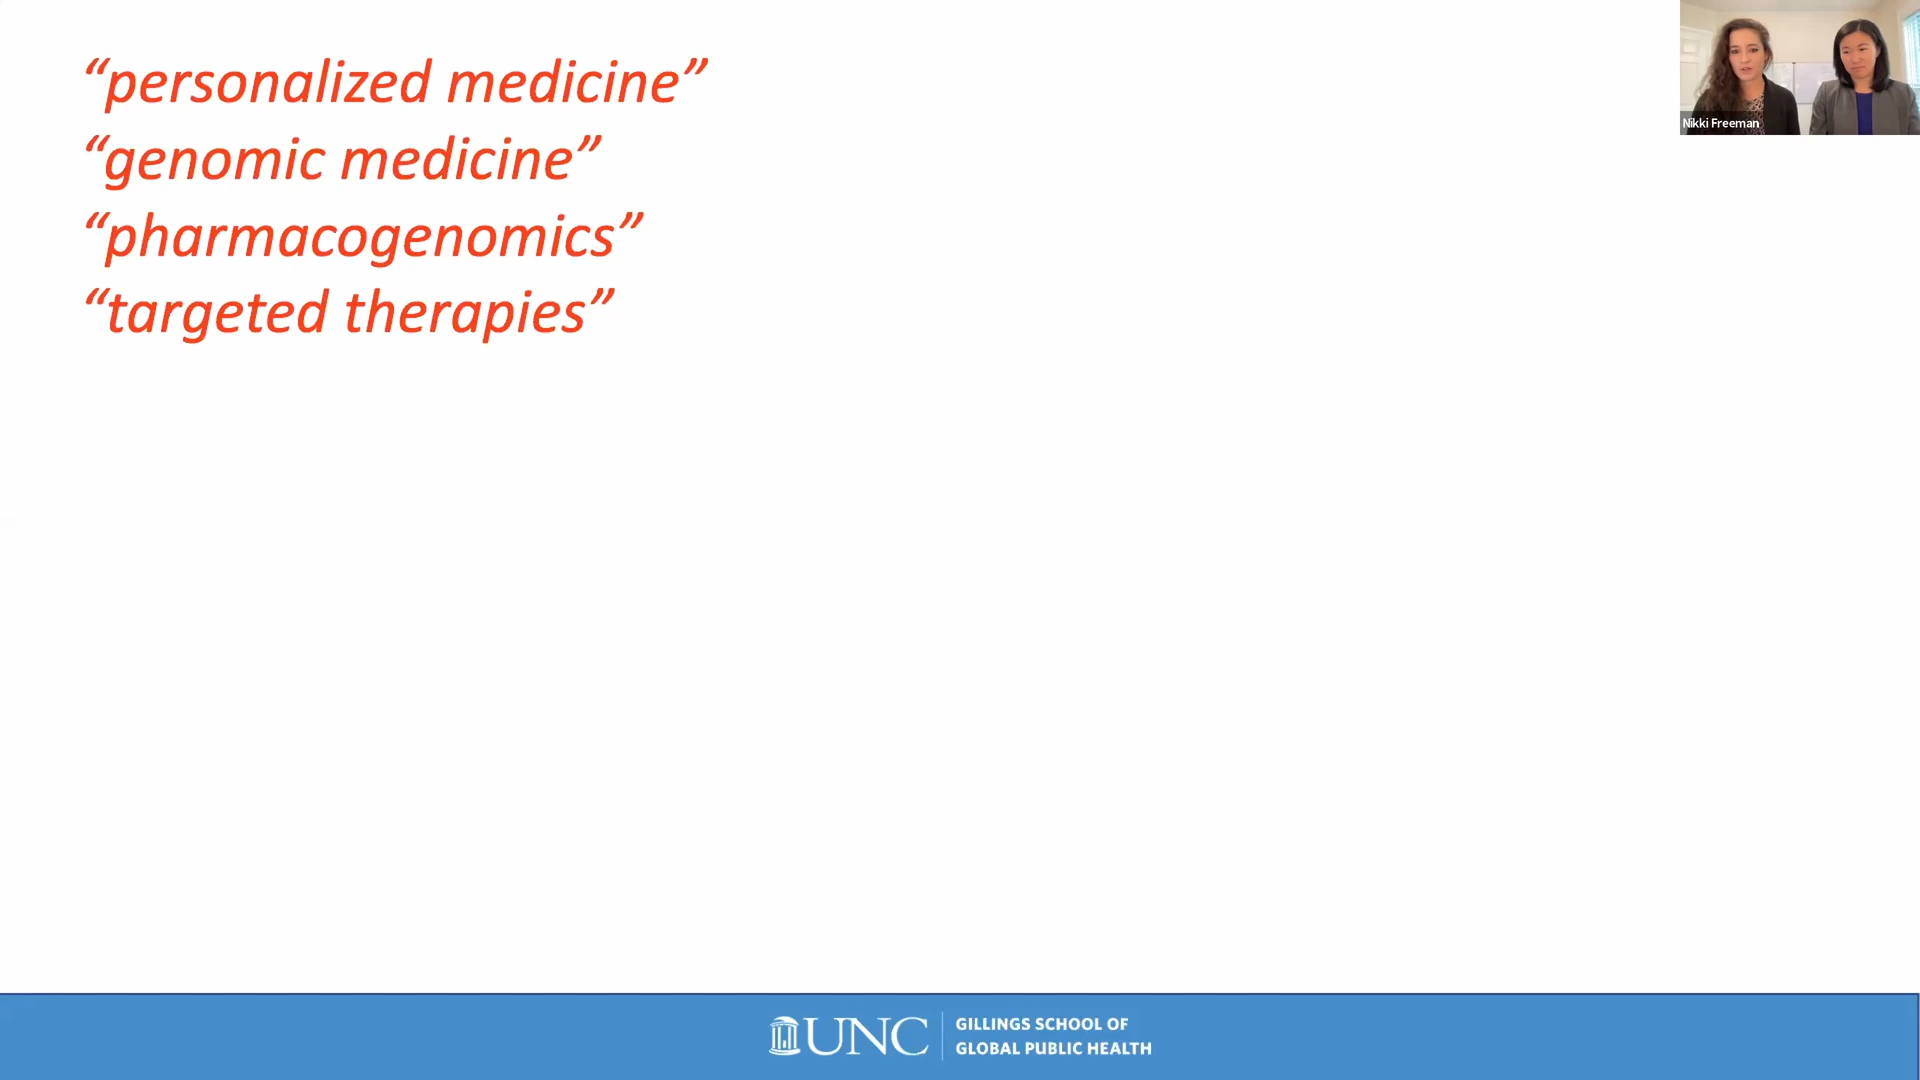 “personalized medicine”
“genomic medicine”
“pharmacogenomics”
“targeted therapies”
Nikki Freeman
UNC
GILLINGS SCHOOL OF
GLOBAL PUBLIC HEALTH